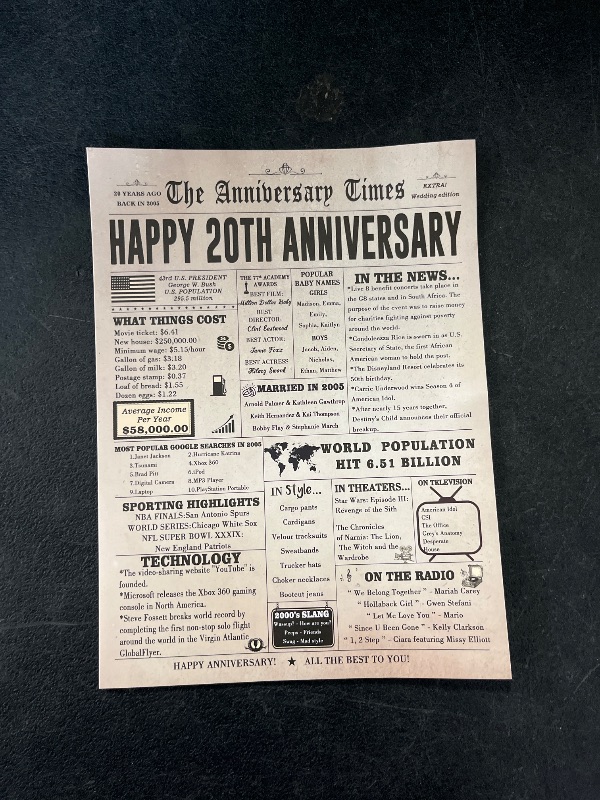 20 YEARS AGO
BACK IN 2005
The Anniversary Times
EXTRA!
Wedding edition
HAPPY 20TH ANNIVERSARY
43rd U.S. PRESIDENT
George W. Bush
U.S. POPULATION
295.5 million
WHAT THINGS COST
Movie ticket: $6.41
New house: $250,000.00
Minimum wage: $5.15/hour
Gallon of gas: $3.18
Gallon of milk: $3.20
Postage stamp: $0.37
Loaf of bread: $1.55
Dozen eggs: $1.22
Average Income
Per Year
$58,000.00
THE 77th ACADEMY
AWARDS
BEST FILM:
Million Dollar Baby
BEST
DIRECTOR:
Clint Eastwood
BEST ACTOR:
Jamie Foxx
BEST ACTRESS:
Hilary Swank
POPULAR
BABY NAMES
GIRLS
Madison, Emma,
Emily,
Sophia, Kaitlyn
BOYS
Jacob, Aiden,
Nicholas,
Ethan, Matthew
MARRIED IN 2005
Arnold Palmer & Kathleen Gawthrop
Keith Hernandez & Kai Thompson
Bobby Flay & Stephanie March
IN THE NEWS...
*Live 8 benefit concerts take place in
the G8 states and in South Africa. The
purpose of the event was to raise money
for charities fighting against poverty
around the world.
*Condoleezza Rice is sworn in as U.S.
Secretary of State, the first African
American woman to hold the post.
*The Disneyland Resort celebrates its
50th birthday.
*Carrie Underwood wins Season 4 of
American Idol.
*After nearly 15 years together,
Destiny's Child announces their official
breakup.
MOST POPULAR GOOGLE SEARCHES IN 2005
1.Janet Jackson
2.Hurricane Katrina
3.Tsunami
4.Xbox 360
5.Brad Pitt
6.iPod
7.Digital Camera
8.MP3 Player
9.Laptop
10.PlayStation Portable
WORLD POPULATION
HIT 6.51 BILLION
SPORTING HIGHLIGHTS
NBA FINALS:San Antonio Spurs
WORLD SERIES:Chicago White Sox
NFL SUPER BOWL XXXIX:
New England Patriots
TECHNOLOGY
*The video-sharing website "YouTube" is
founded.
*Microsoft releases the Xbox 360 gaming
console in North America.
*Steve Fossett breaks world record by
completing the first non-stop solo flight
around the world in the Virgin Atlantic
GlobalFlyer.
IN Style...
Cargo pants
Cardigans
Velour tracksuits
Sweatbands
Trucker hats
Choker necklaces
Bootcut jeans
2000's SLANG
Wassup? - How are you?
Peeps - Friends
Swag - Mad style
IN THEATERS...
Star Wars: Episode III:
Revenge of the Sith
The Chronicles
of Narnia: The Lion,
The Witch and the
Wardrobe
ON TELEVISION
American Idol
CSI
The Office
Grey's Anatomy
Desperate
House
ON THE RADIO
" We Belong Together " - Mariah Carey
" Hollaback Girl " - Gwen Stefani
" Let Me Love You " - Mario
" Since U Been Gone " - Kelly Clarkson
" 1, 2 Step " - Ciara featuring Missy Elliott
HAPPY ANNIVERSARY! ★ ALL THE BEST TO YOU!